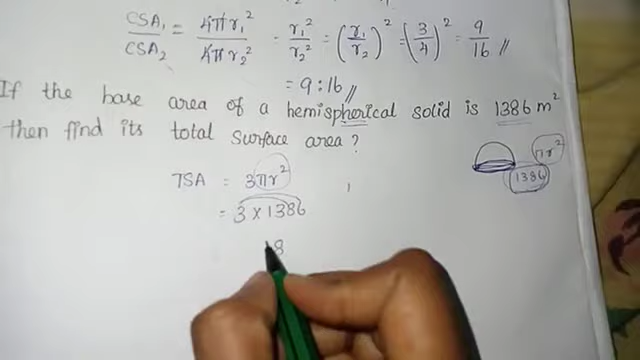 CSA₁/CSA₂ = 4πr₁²/4πr₂² = r₁²/r₂² = (r₁/r₂)² = (3/4)² = 9/16 //
= 9 : 16 //
If the base area of a hemispherical solid is 1386 m²
then find its total surface area?
πr²
1386
TSA = 3πr²
= 3 × 1386
8